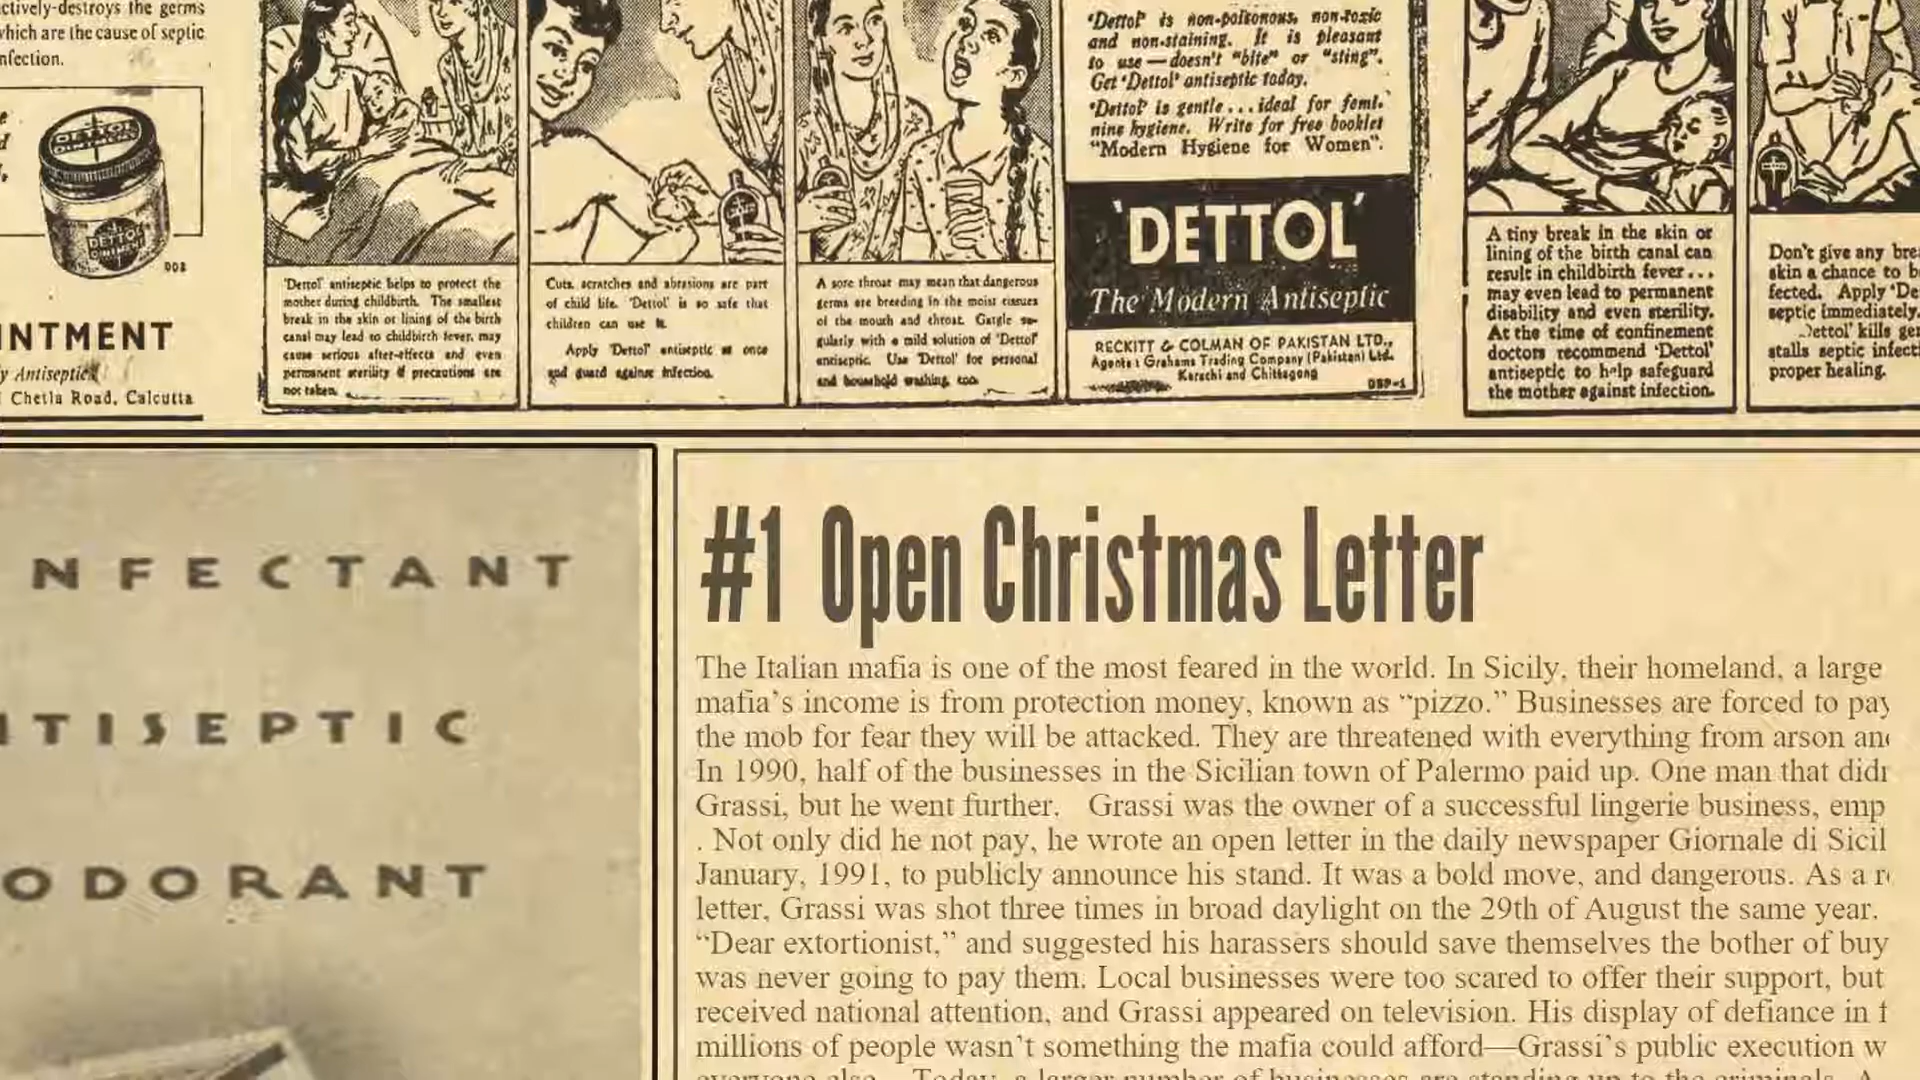 ctively-destroys the germs
which are the cause of septic
nfection.
DETTOL
OINTMENT
003
INTMENT
y Antiseptic
Chetla Road, Calcutta
'Dettol' antiseptic helps to protect the
mother during childbirth. The smallest
break in the skin or lining of the birth
canal may lead to childbirth fever, may
cause serious after-effects and even
permanent sterility if precautions are
not taken.
Cuts, scratches and abrasions are part
of child life. 'Dettol' is so safe that
children can use it.
Apply 'Dettol' antiseptic at once
and guard against infection.
A sore throat may mean that dangerous
germs are breeding in the moist tissues
of the mouth and throat. Gargle re-
gularly with a mild solution of 'Dettol'
antiseptic. Use 'Dettol' for personal
and household washing, too.
'Dettol' is non-poisonous, non-toxic
and non-staining. It is pleasant
to use—doesn't "bite" or "sting".
Get 'Dettol' antiseptic today.
'Dettol' is gentle...ideal for femi-
nine hygiene. Write for free booklet
"Modern Hygiene for Women".
'DETTOL'
The Modern Antiseptic
RECKITT & COLMAN OF PAKISTAN LTD.,
Agents: Grahams Trading Company (Pakistan) Ltd.
Karachi and Chittagong
DSP-1
A tiny break in the skin or
lining of the birth canal can
result in childbirth fever...
may even lead to permanent
disability and even sterility.
At the time of confinement
doctors recommend 'Dettol'
antiseptic to help safeguard
the mother against infection.
Don't give any bre
skin a chance to b
fected. Apply 'De
septic immediately.
Dettol' kills ger
stalls septic infect
proper healing.
NFECTANT
TISEPTIC
ODORANT
#1 Open Christmas Letter
The Italian mafia is one of the most feared in the world. In Sicily, their homeland, a large
mafia's income is from protection money, known as “pizzo.” Businesses are forced to pay
the mob for fear they will be attacked. They are threatened with everything from arson an
In 1990, half of the businesses in the Sicilian town of Palermo paid up. One man that did
Grassi, but he went further. Grassi was the owner of a successful lingerie business, emp
. Not only did he not pay, he wrote an open letter in the daily newspaper Giornale di Sicil
January, 1991, to publicly announce his stand. It was a bold move, and dangerous. As a r
letter, Grassi was shot three times in broad daylight on the 29th of August the same year.
“Dear extortionist,” and suggested his harassers should save themselves the bother of buy
was never going to pay them. Local businesses were too scared to offer their support, but
received national attention, and Grassi appeared on television. His display of defiance in f
millions of people wasn't something the mafia could afford—Grassi's public execution w
everyone else. Today, a larger number of businesses are standing up to the criminals. A